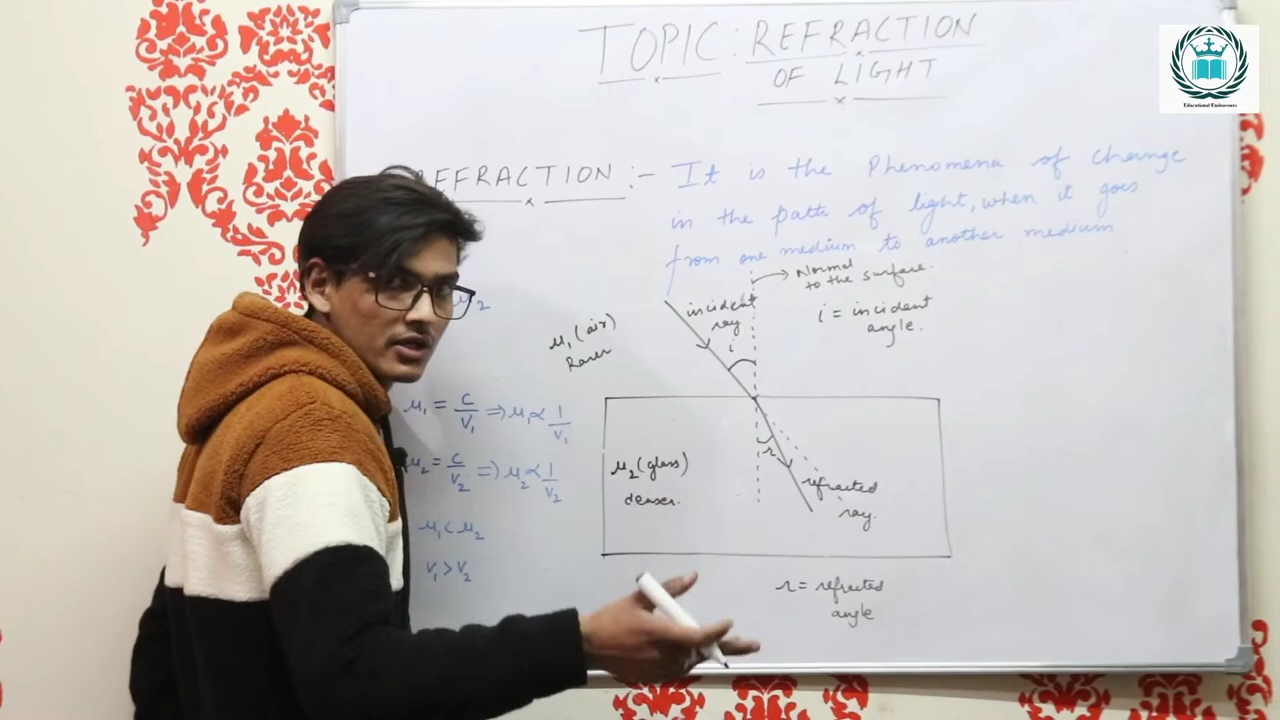 TOPIC : REFRACTION
OF LIGHT
Educational Endeavours
REFRACTION :- It is the Phenomena of change
in the path of light, when it goes
from one medium to another medium
Normal
to the surface.
incident
ray
i
i = incident
angle.
μ₁ (air)
Rarer
μ₂
μ₁ = C/V₁ ⇒ μ₁ ∝ 1/V₁
μ₂ = C/V₂ ⇒ μ₂ ∝ 1/V₂
μ₁ < μ₂
V₁ > V₂
μ₂ (glass)
denser.
r
refracted
ray.
r = refracted
angle